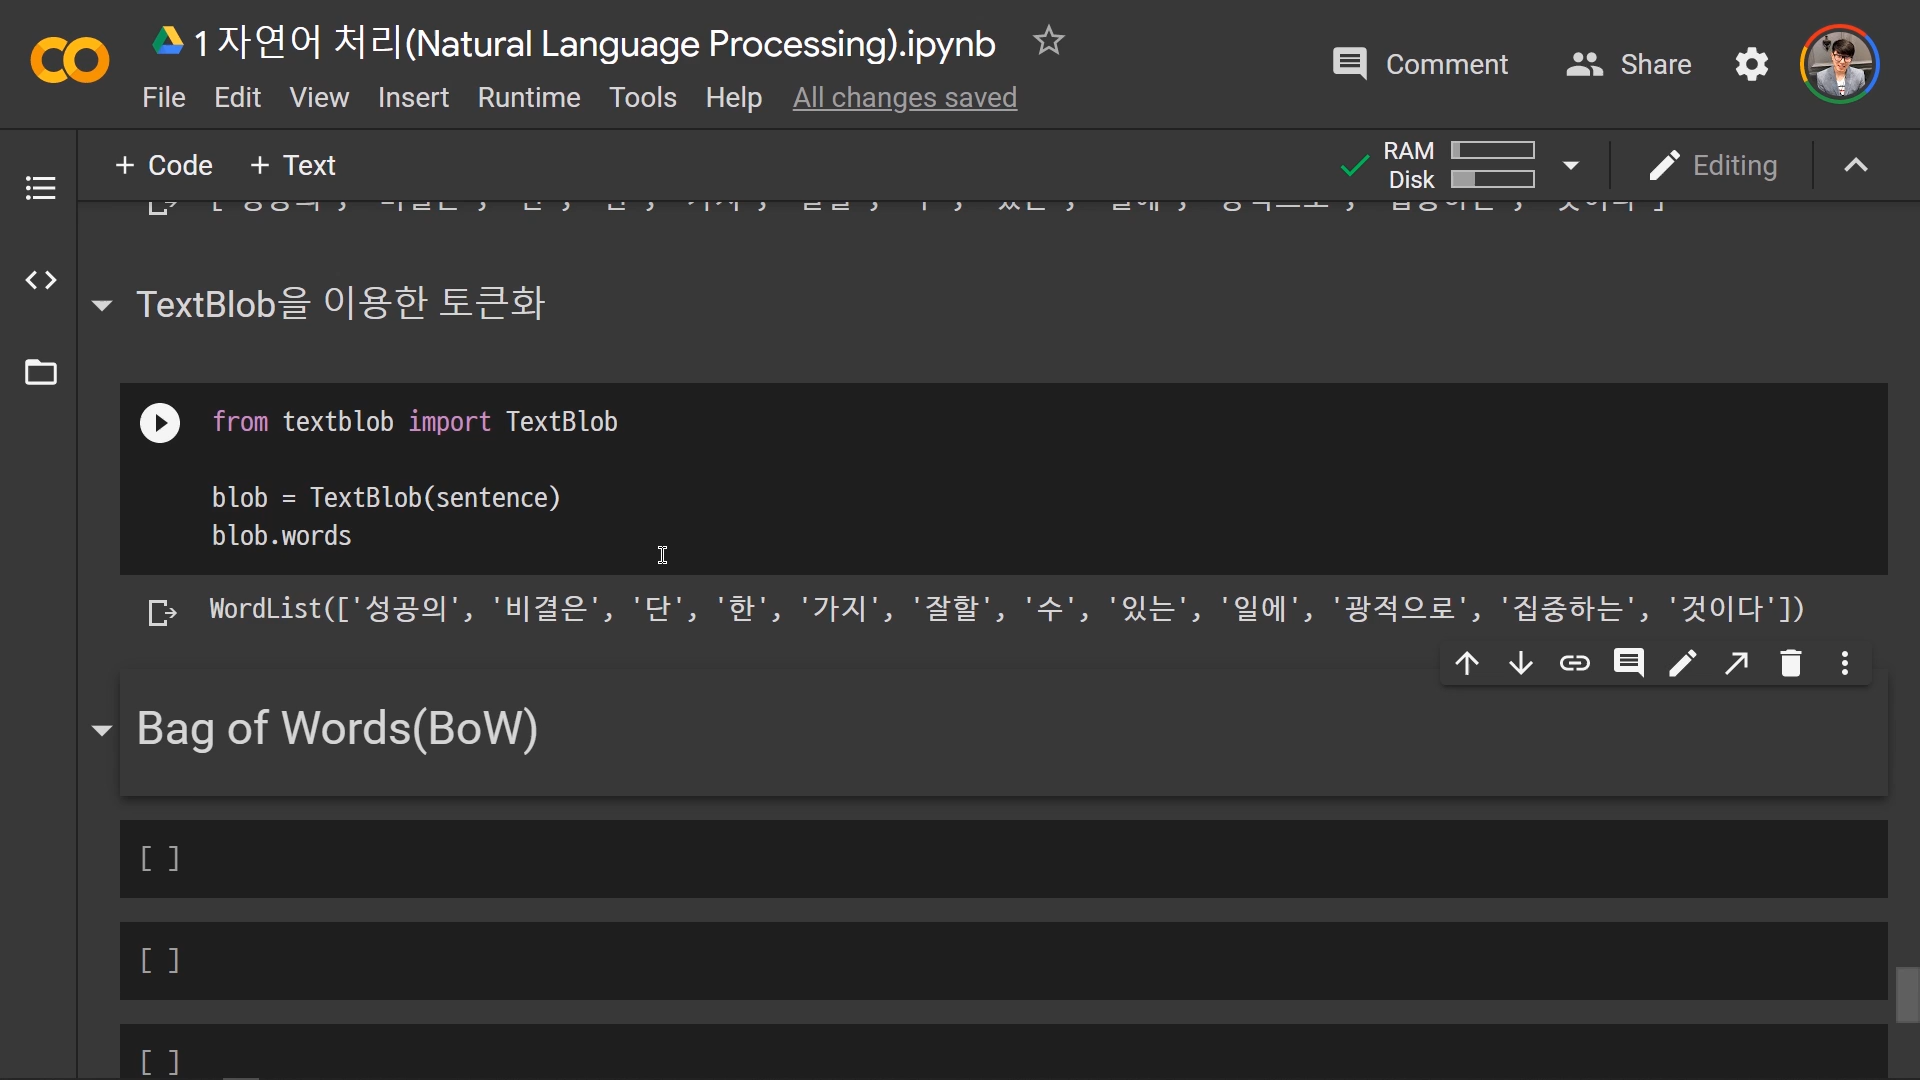 1 자연어 처리(Natural Language Processing).ipynb
Comment
Share
File Edit View Insert Runtime Tools Help All changes saved
+ Code + Text
RAM
Disk
Editing
TextBlob을 이용한 토큰화
from textblob import TextBlob
blob = TextBlob(sentence)
blob.words
WordList(['성공의', '비결은', '단', '한', '가지', '잘할', '수', '있는', '일에', '광적으로', '집중하는', '것이다'])
Bag of Words(BoW)
[ ]
[ ]
[ ]